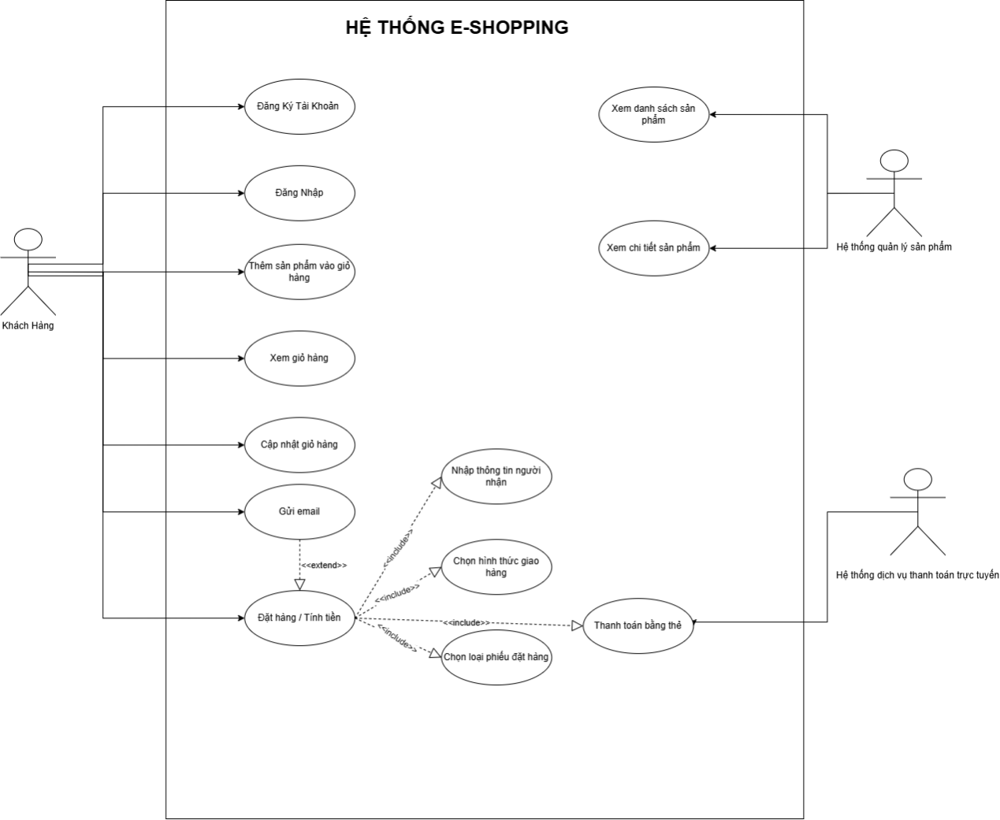 HỆ THỐNG E-SHOPPING
Đăng Ký Tài Khoản
Xem danh sách sản
phẩm
Đăng Nhập
Xem chi tiết sản phẩm
Hệ thống quản lý sản phẩm
Thêm sản phẩm vào giỏ
hàng
Khách Hàng
Xem giỏ hàng
Cập nhật giỏ hàng
Nhập thông tin người
nhận
Gửi email
<<include>>
<<extend>>
Chọn hình thức giao
hàng
Hệ thống dịch vụ thanh toán trực tuyến
<<include>>
Đặt hàng / Tính tiền
<<include>>
Thanh toán bằng thẻ
<<include>>
Chọn loại phiếu đặt hàng